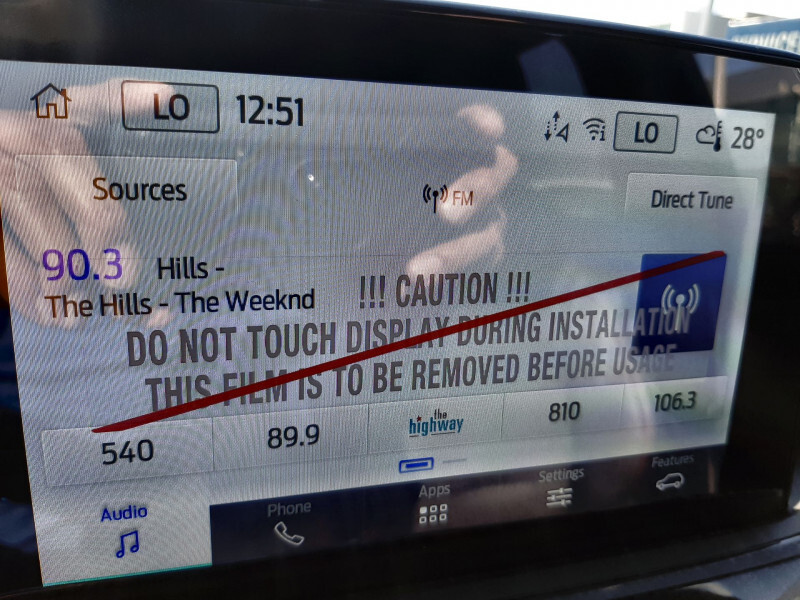 SERVICE
LO 12:51 LO 28°
Sources FM Direct Tune
90.3 Hills -
The Hills - The Weeknd
!!! CAUTION !!!
DO NOT TOUCH DISPLAY DURING INSTALLATION
THIS FILM IS TO BE REMOVED BEFORE USAGE
540 89.9 the highway 810 106.3
Audio Phone Apps Settings Features